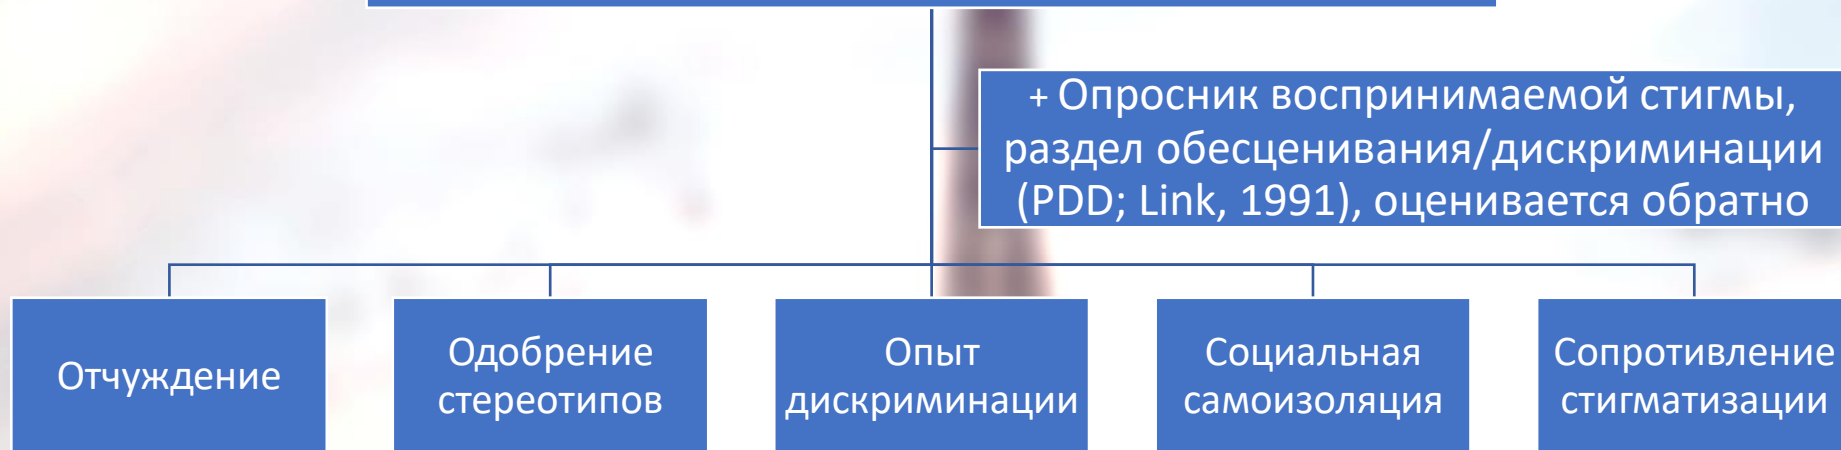 + Опросник воспринимаемой стигмы,
раздел обесценивания/дискриминации
(PDD; Link, 1991), оценивается обратно
Отчуждение
Одобрение
стереотипов
Опыт
дискриминации
Социальная
самоизоляция
Сопротивление
стигматизации